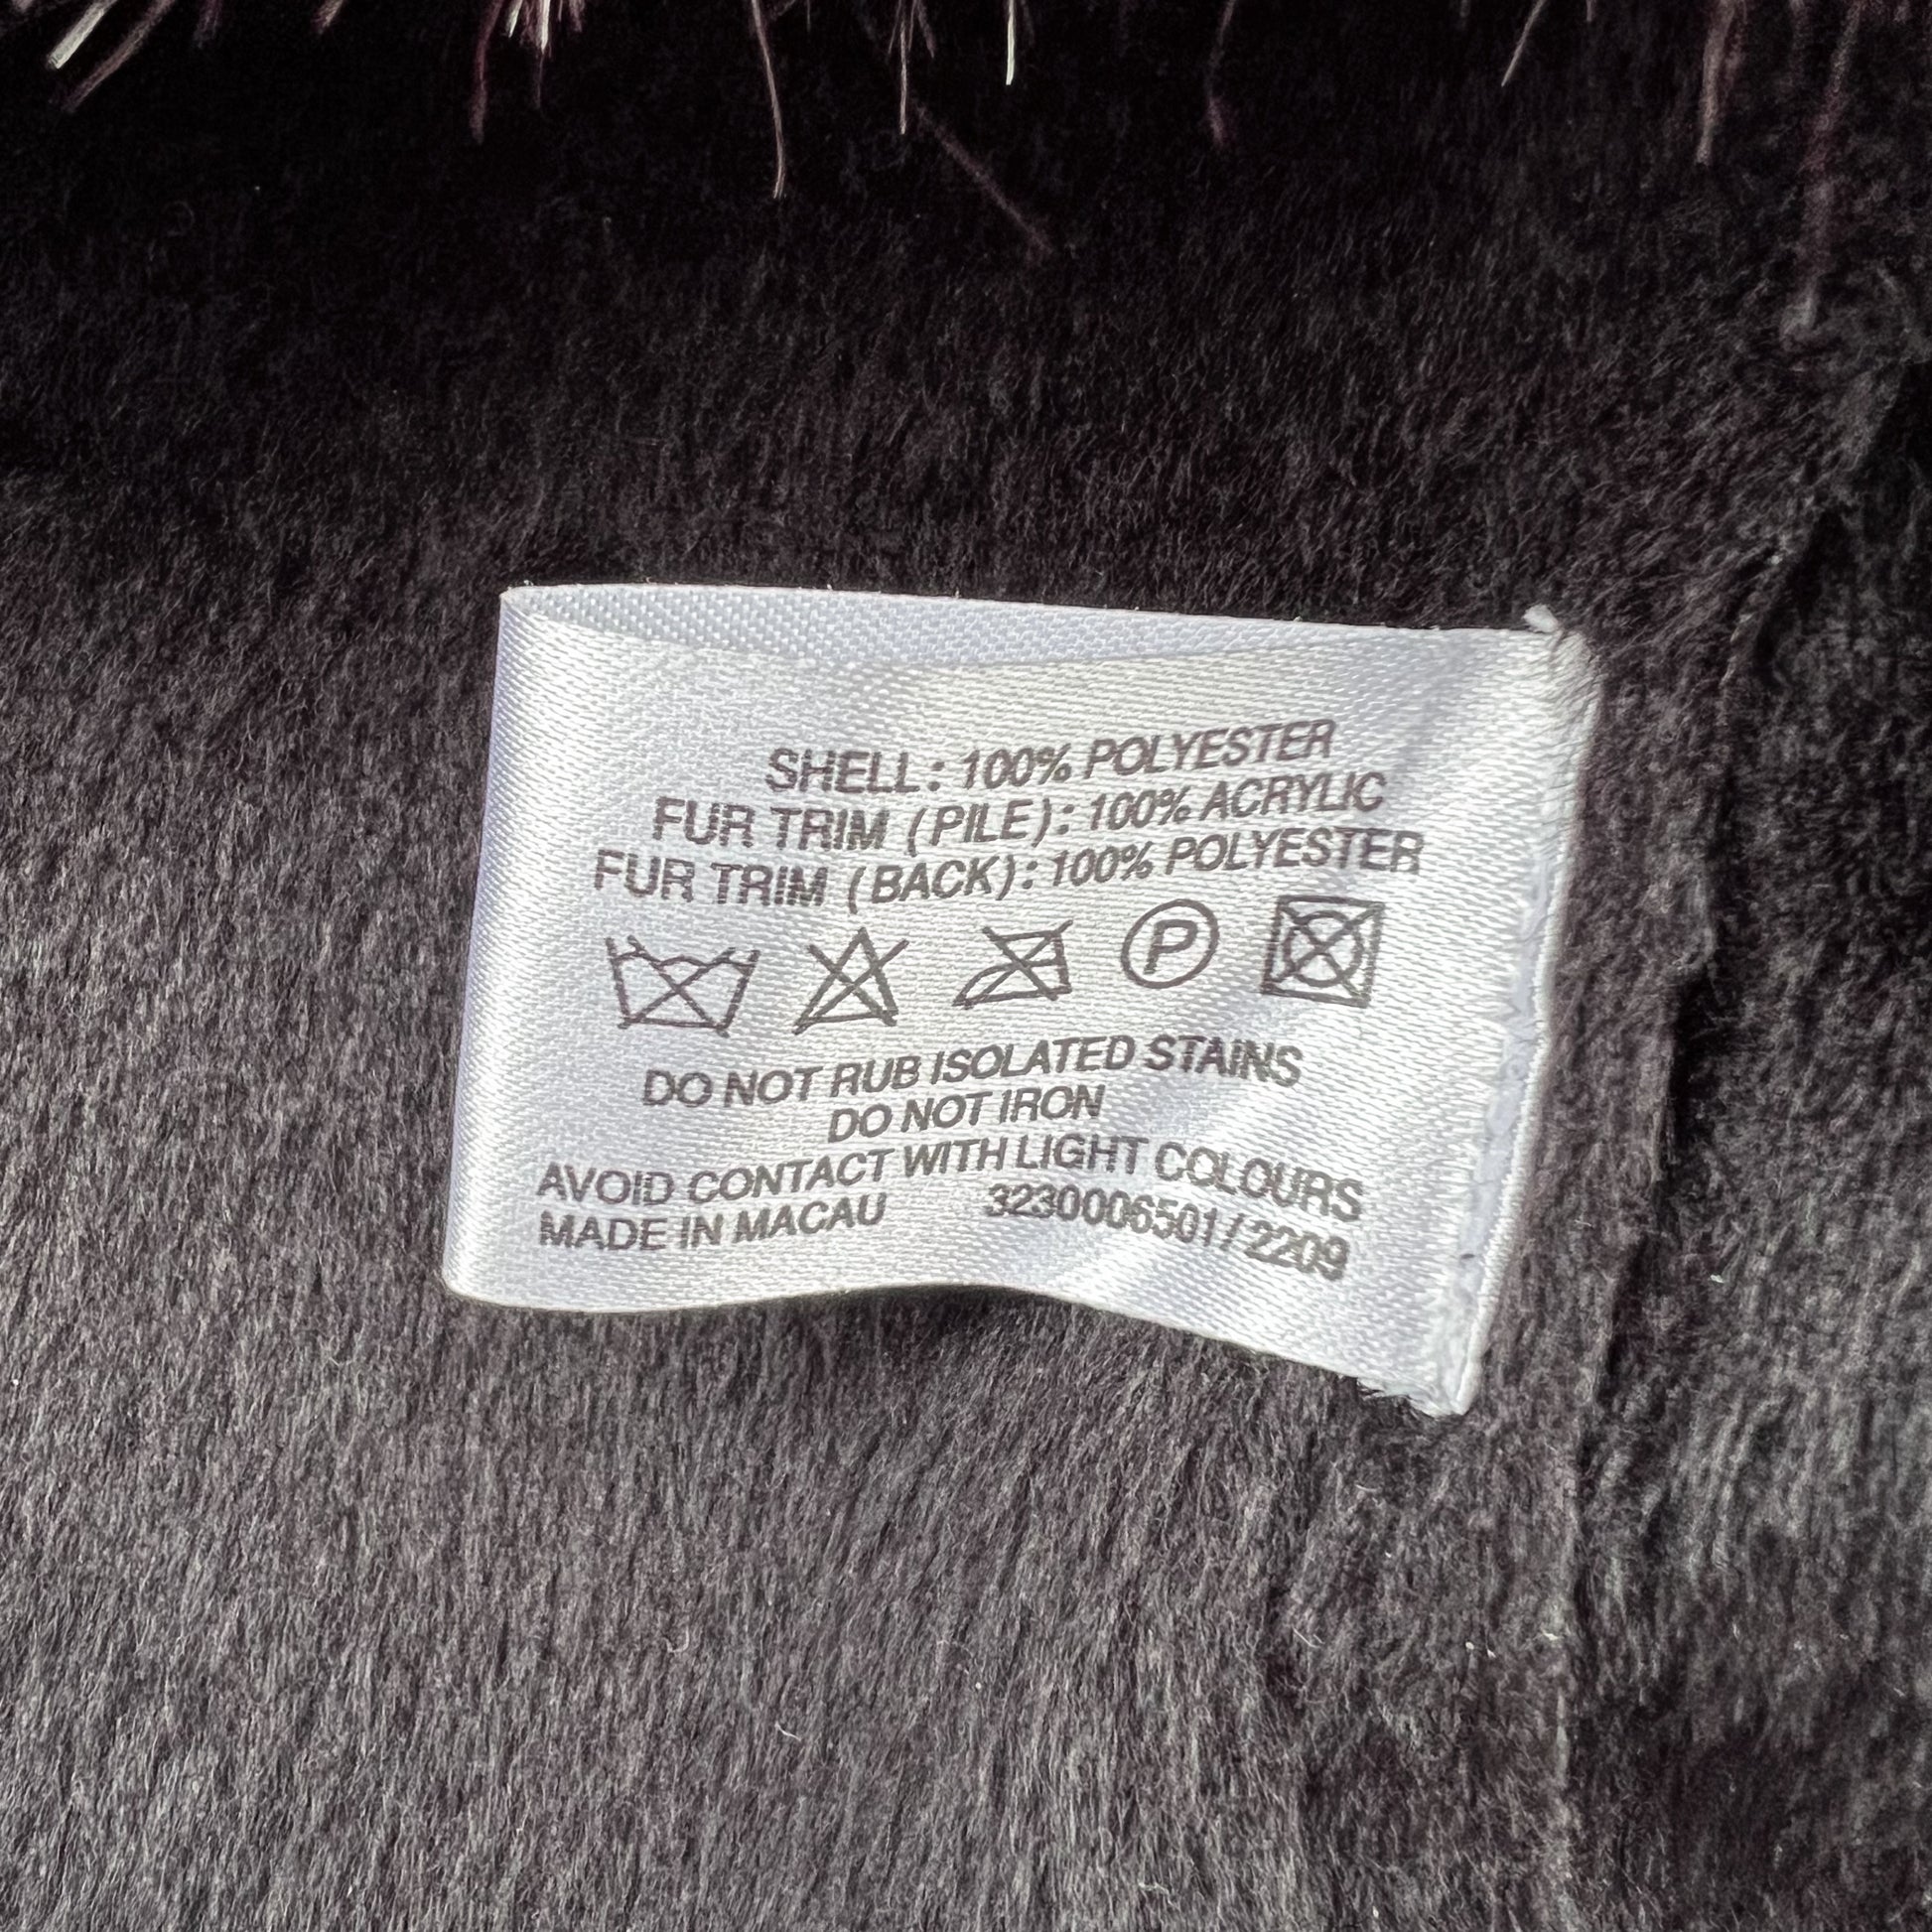 SHELL: 100% POLYESTER
FUR TRIM (PILE): 100% ACRYLIC
FUR TRIM (BACK): 100% POLYESTER
P
DO NOT RUB ISOLATED STAINS
DO NOT IRON
AVOID CONTACT WITH LIGHT COLOURS
MADE IN MACAU 3230006501/2209